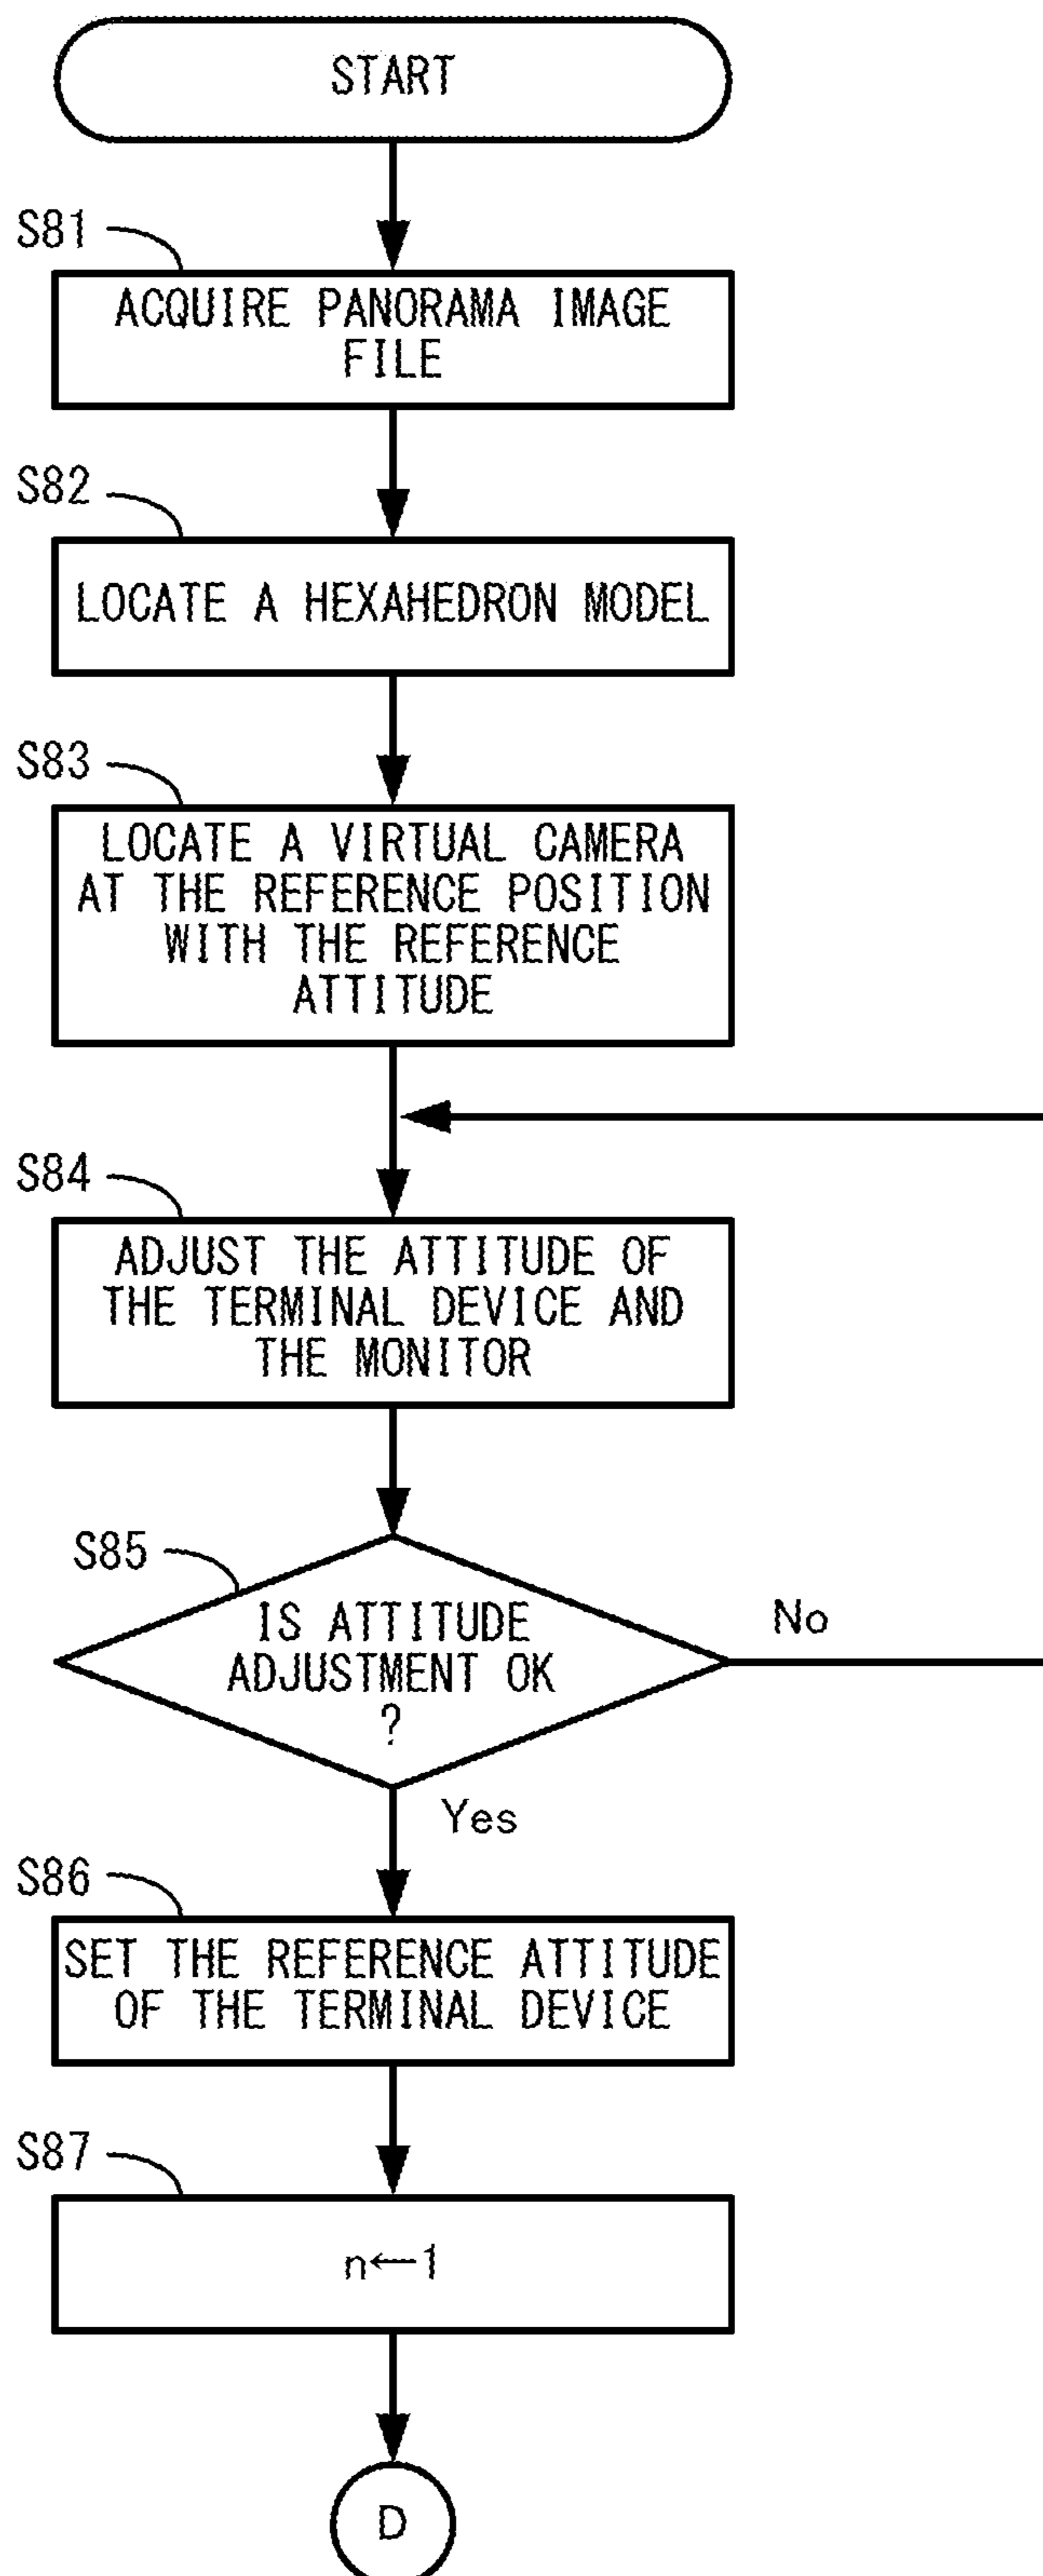 START
S81
ACQUIRE PANORAMA IMAGE
FILE
S82
LOCATE A HEXAHEDRON MODEL
S83
LOCATE A VIRTUAL CAMERA
AT THE REFERENCE POSITION
WITH THE REFERENCE
ATTITUDE
S84
ADJUST THE ATTITUDE OF
THE TERMINAL DEVICE AND
THE MONITOR
S85
IS ATTITUDE
ADJUSTMENT OK
?
No
Yes
S86
SET THE REFERENCE ATTITUDE
OF THE TERMINAL DEVICE
S87
n←1
D